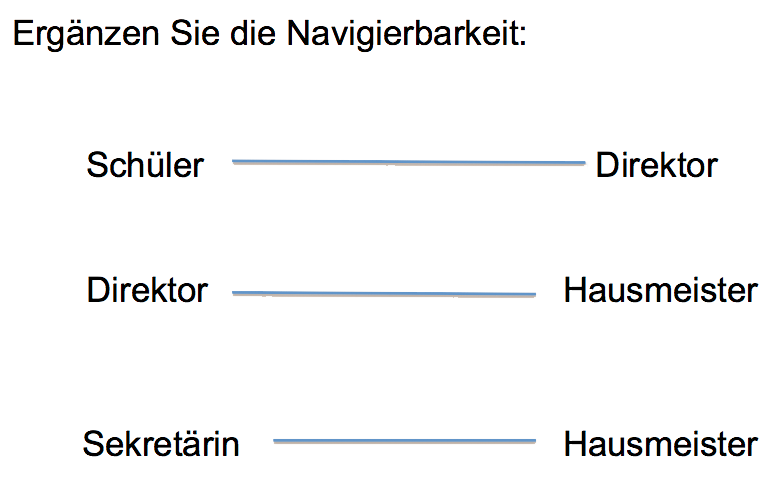 Ergänzen Sie die Navigierbarkeit:
Schüler Direktor
Direktor Hausmeister
Sekretärin Hausmeister